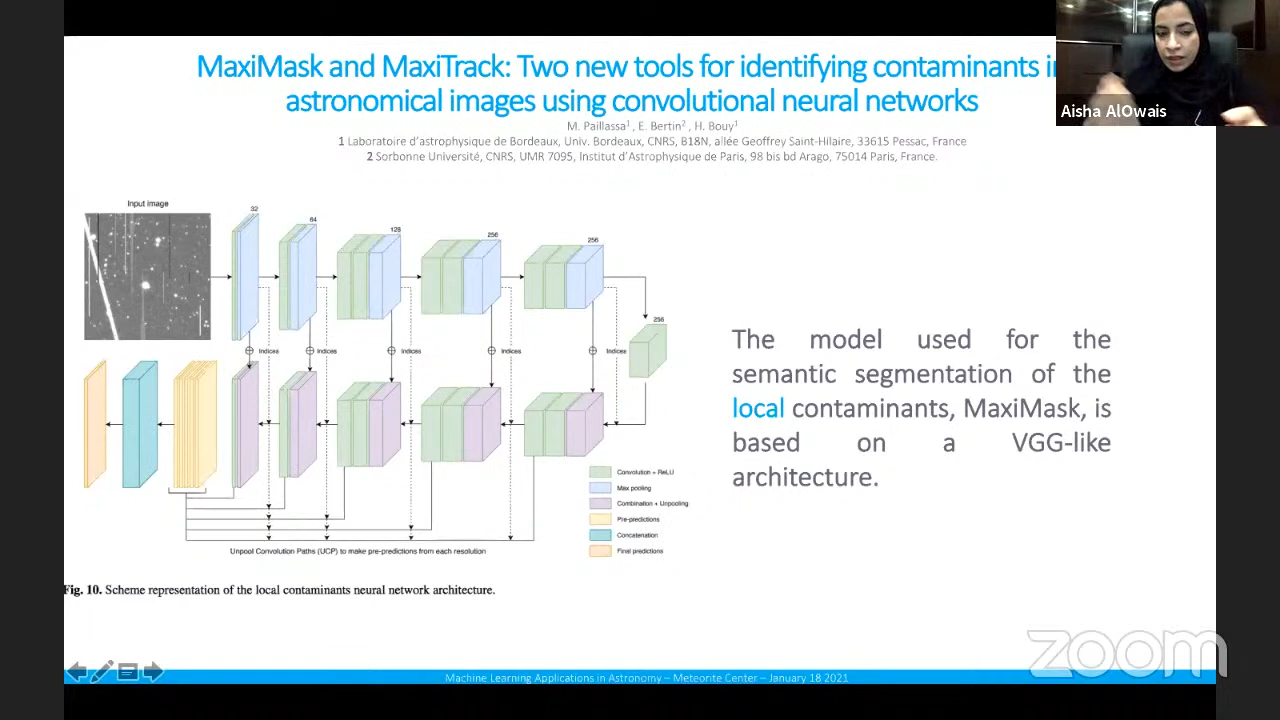 MaxiMask and MaxiTrack: Two new tools for identifying contaminants in
astronomical images using convolutional neural networks
M. Paillassa¹, E. Bertin², H. Bouy¹
1 Laboratoire d'astrophysique de Bordeaux, Univ. Bordeaux, CNRS, B18N, allée Geoffrey Saint-Hilaire, 33615 Pessac, France
2 Sorbonne Université, CNRS, UMR 7095, Institut d'Astrophysique de Paris, 98 bis bd Arago, 75014 Paris, France.
Aisha AlOwais
Input image
32
64
128
256
256
256
Indices
Indices
Indices
Indices
Indices
The model used for the
semantic segmentation of the
local contaminants, MaxiMask, is
based on a VGG-like
architecture.
Convolution + ReLU
Max pooling
Combination + Unpooling
Pre-predictions
Concatenation
Final predictions
Unpool Convolution Paths (UCP) to make pre-predictions from each resolution
Fig. 10. Scheme representation of the local contaminants neural network architecture.
zoom
Machine Learning Applications in Astronomy – Meteorite Center – January 18 2021